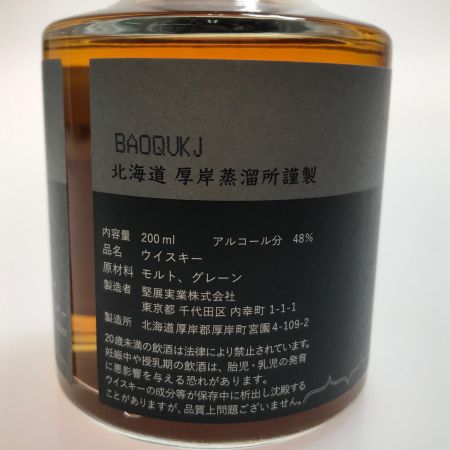 BAOQUKJ
北海道 厚岸蒸溜所謹製
内容量 200ml アルコール分 48%
品名 ウイスキー
原材料 モルト、グレーン
製造者 堅展実業株式会社
東京都 千代田区 内幸町 1-1-1
製造所 北海道厚岸郡厚岸町宮園4-109-2
20歳未満の飲酒は法律により禁止されています。
妊娠中や授乳期の飲酒は、胎児・乳児の発育
に悪影響を与える恐れがあります。
ウイスキーの成分等が保存中に析出し沈殿する
ことがありますが、品質上問題ございません。